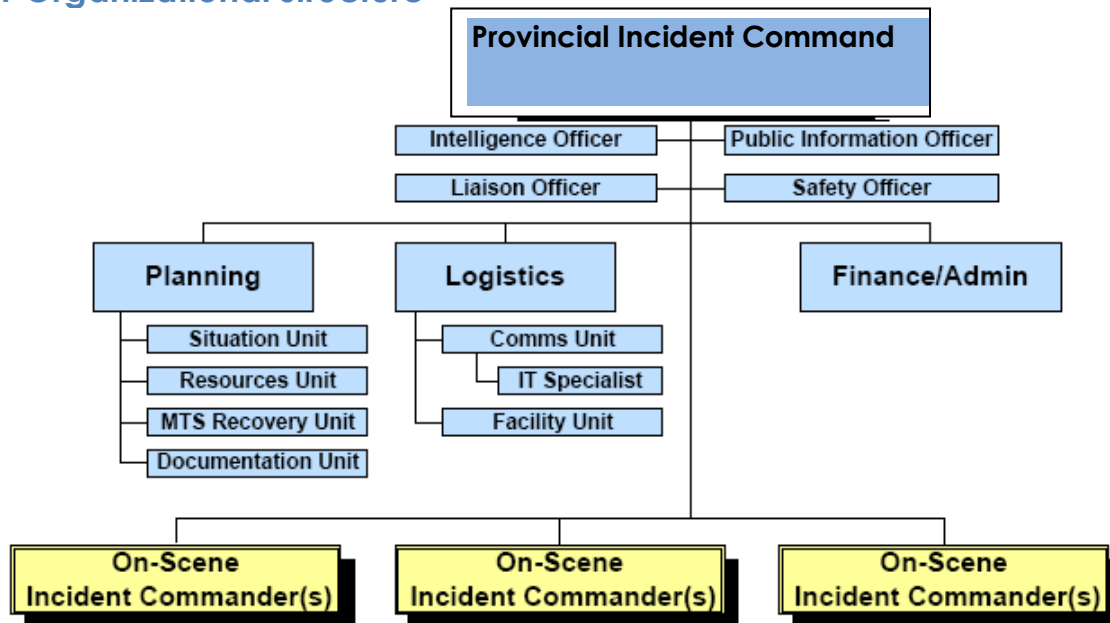 Organizational
Provincial Incident Command
Intelligence Officer
Public Information Officer
Liaison Officer
Safety Officer
Planning
Logistics
Finance/Admin
Situation Unit
Comms Unit
Resources Unit
IT Specialist
MTS Recovery Unit
Facility Unit
Documentation Unit
On-Scene
Incident Commander(s)
On-Scene
Incident Commander(s)
On-Scene
Incident Commander(s)